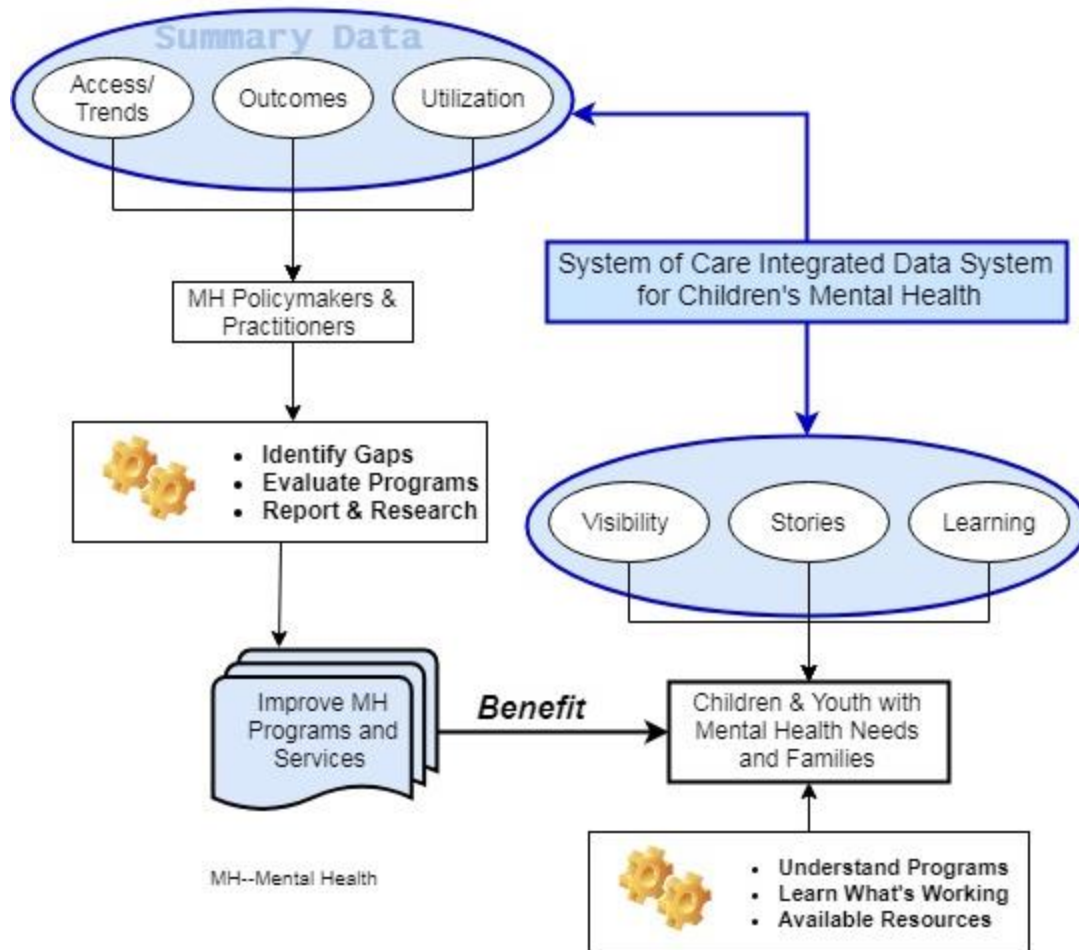 Summary Data
Access/
Trends
Outcomes
Utilization
System of Care Integrated Data System
for Children's Mental Health
MH Policymakers &
Practitioners
• Identify Gaps
• Evaluate Programs
• Report & Research
Visibility
Stories
Learning
Improve MH
Programs and
Services
Benefit
Children & Youth with
Mental Health Needs
and Families
MH--Mental Health
• Understand Programs
• Learn What's Working
• Available Resources